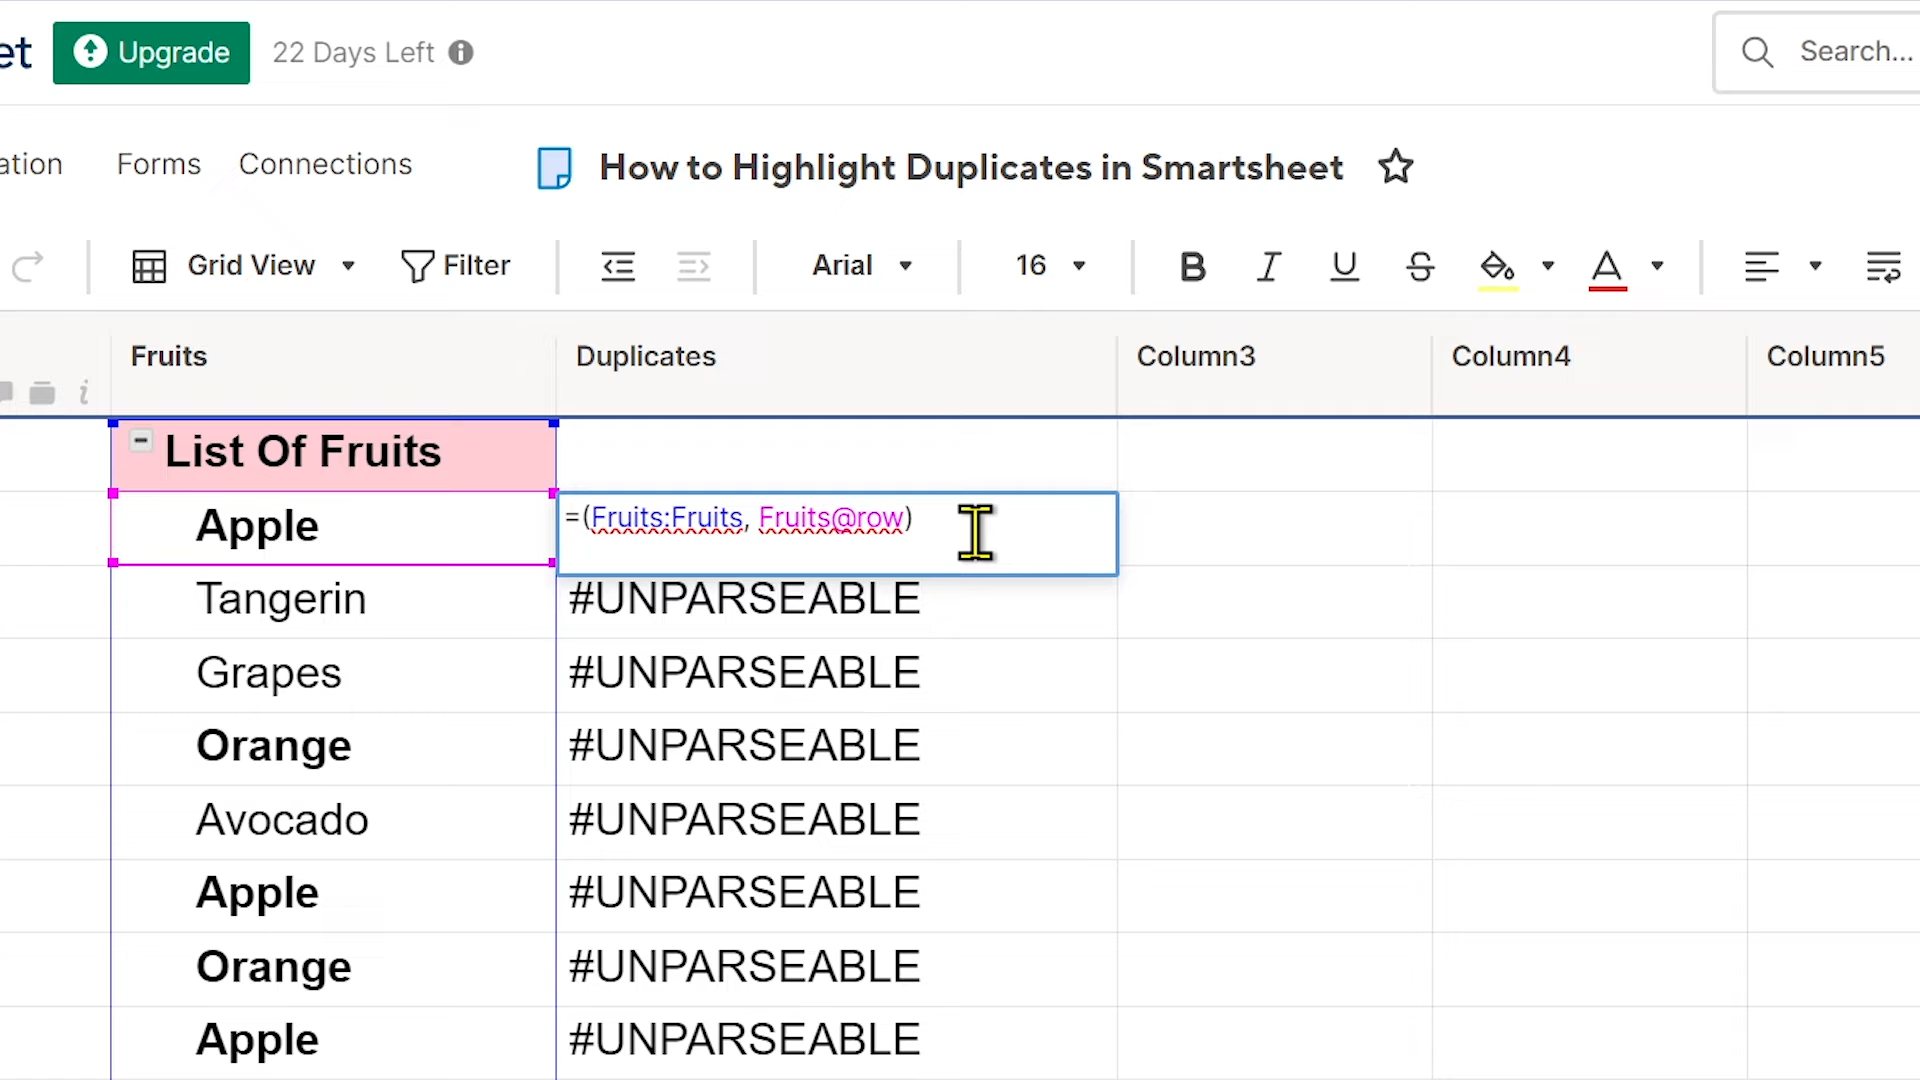 et Upgrade 22 Days Left Search...
ation Forms Connections How to Highlight Duplicates in Smartsheet
Grid View Filter Arial 16 B I U S A
Fruits Duplicates Column3 Column4 Column5
List Of Fruits
Apple =(Fruits:Fruits, Fruits@row)
Tangerin #UNPARSEABLE
Grapes #UNPARSEABLE
Orange #UNPARSEABLE
Avocado #UNPARSEABLE
Apple #UNPARSEABLE
Orange #UNPARSEABLE
Apple #UNPARSEABLE